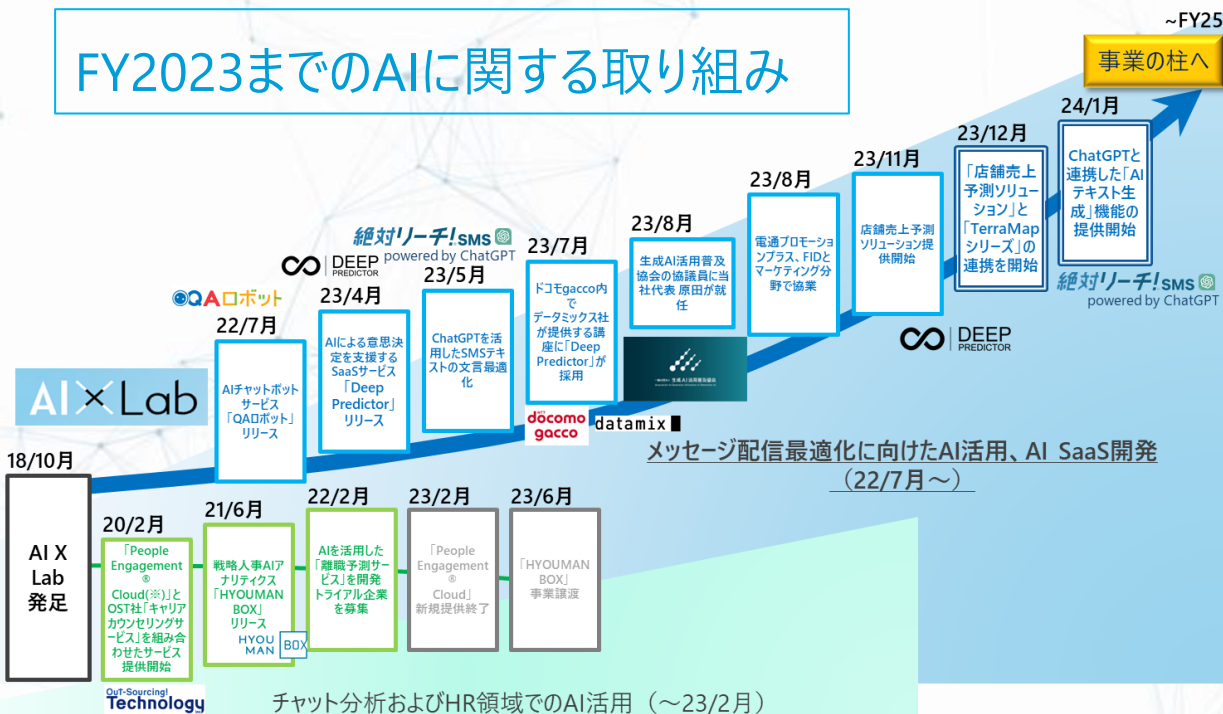 ~FY25
FY2023までのAIに関する取り組み
事業の柱へ
24/1月
ChatGPTと
連携した「AI
テキスト生
成」機能の
提供開始
絶対リーチ!SMS
powered by ChatGPT
23/12月
「店舗売上
予測ソリュー
ション」と
「TerraMap
シリーズ」の
連携を開始
23/11月
店舗売上予測
ソリューション提
供開始
DEEP
PREDICTOR
23/8月
電通プロモーショ
ンプラス、FIDと
マーケティング分
野で協業
23/8月
生成AI活用普及
協会の協議員に当
社代表 原田が就
任
生成AI活用普及協会
23/7月
ドコモgacco内
で
データミックス社
が提供する講
座に「Deep
Predictor」が
採用
docomo
gacco
datamix
絶対リーチ!SMS
powered by ChatGPT
23/5月
ChatGPTを活
用したSMSテキ
ストの文言最適
化
DEEP
PREDICTOR
23/4月
AIによる意思決
定を支援する
SaaSサービス
「Deep
Predictor」
リリース
QAロボット
22/7月
AIチャットボット
サービス
「QAロボット」
リリース
AI×Lab
18/10月
AI X
Lab
発足
メッセージ配信最適化に向けたAI活用、AI SaaS開発
（22/7月～）
20/2月
「People
Engagement
®
Cloud(※)」と
OST社「キャリア
カウンセリングサ
ービス」を組み合
わせたサービス
提供開始
OuT-Sourcing!
Technology
21/6月
戦略人事AIア
ナリティクス
「HYOUMAN
BOX」
リリース
HYOU
MAN
BOX
22/2月
AIを活用した
「離職予測サー
ビス」を開発
トライアル企業
を募集
23/2月
「People
Engagement
®
Cloud」
新規提供終了
23/6月
「HYOUMAN
BOX」
事業譲渡
チャット分析およびHR領域でのAI活用（～23/2月）